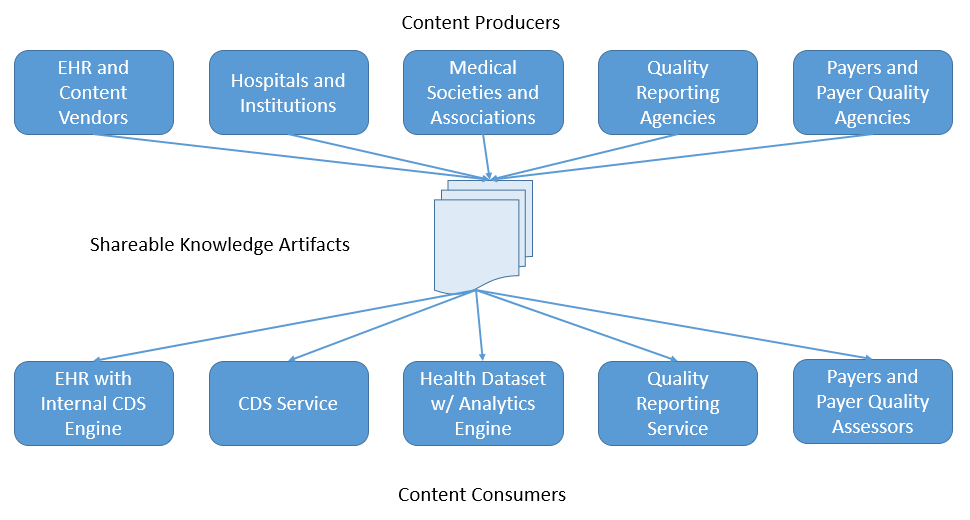 Content Producers
EHR and
Content
Vendors
Hospitals and
Institutions
Medical
Societies and
Associations
Quality
Reporting
Agencies
Payers and
Payer Quality
Agencies
Shareable Knowledge Artifacts
EHR with
Internal CDS
Engine
CDS Service
Health Dataset
w/ Analytics
Engine
Quality
Reporting
Service
Payers and
Payer Quality
Assessors
Content Consumers